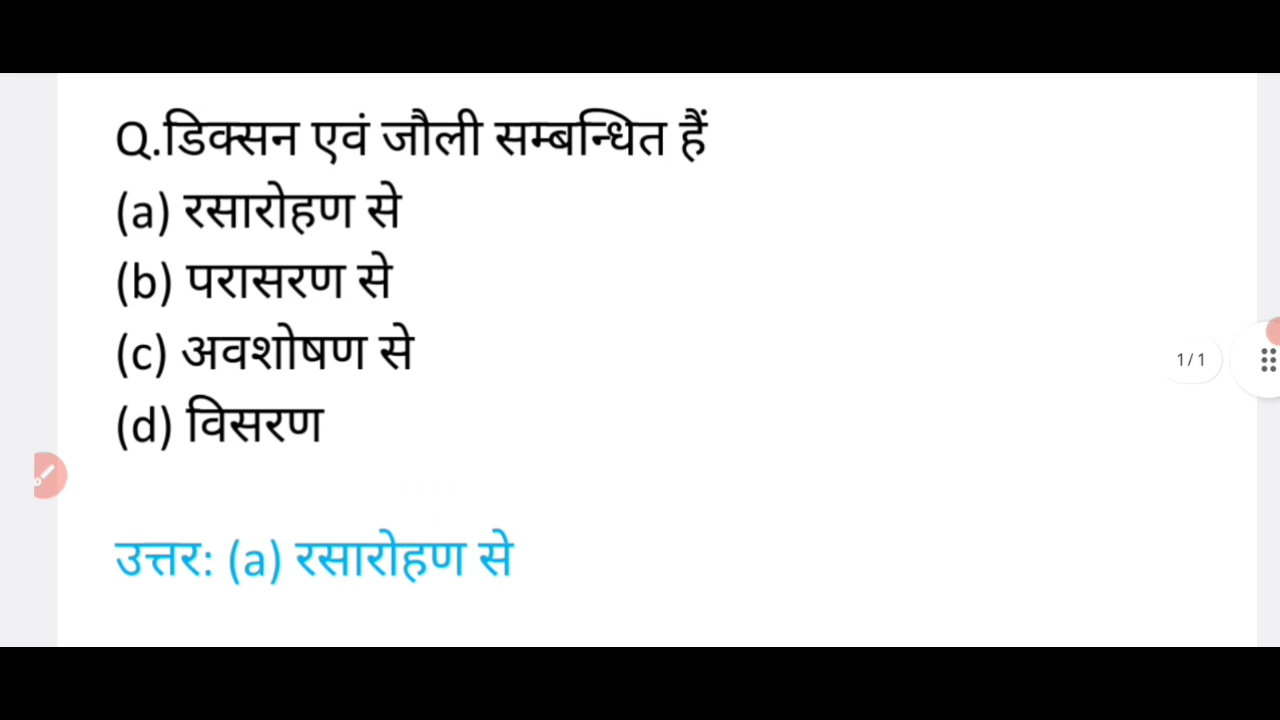 Q.डिक्सन एवं जौली सम्बन्धित हैं
(a) रसारोहण से
(b) परासरण से
(c) अवशोषण से
(d) विसरण
1/1
उत्तर: (a) रसारोहण से